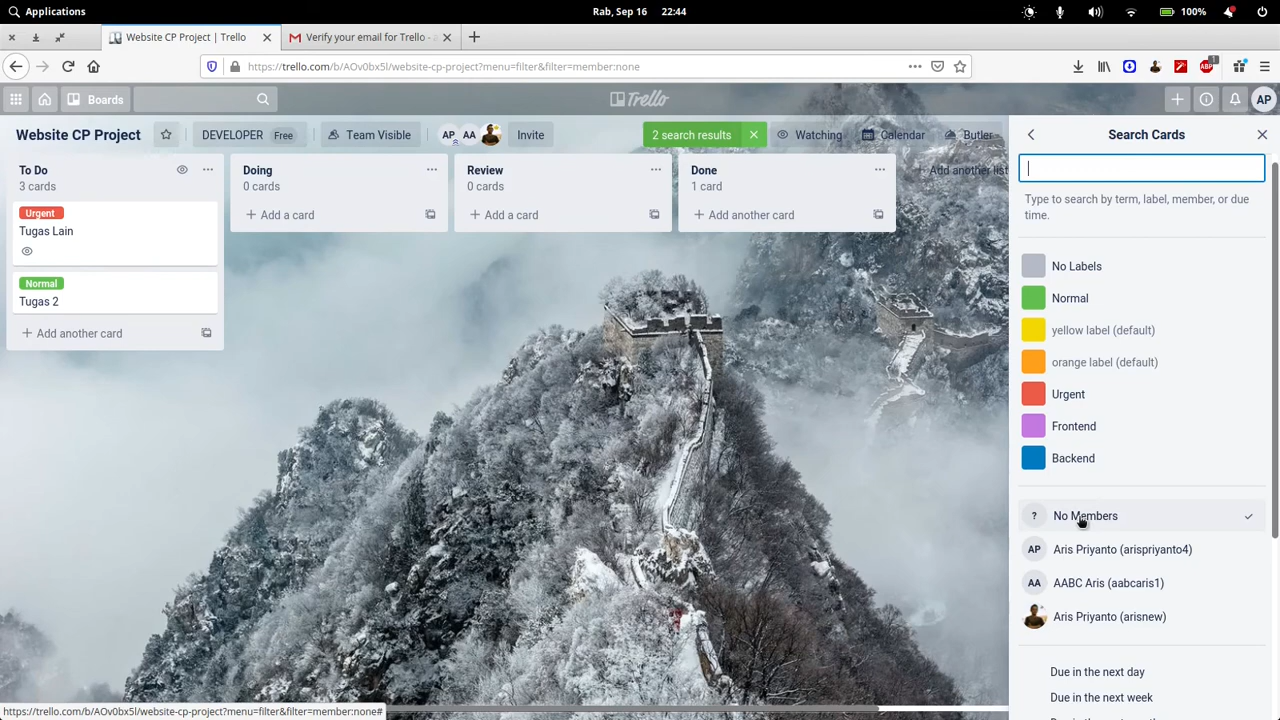 Applications
Rab, Sep 16 22:44
100%
Website CP Project | Trello
Verify your email for Trello - a
https://trello.com/b/AOv0bx5l/website-cp-project?menu=filter&filter=member:none
ABP 1
Boards
Trello
AP
Website CP Project
DEVELOPER Free
Team Visible
AP AA
Invite
2 search results
Watching
Calendar
Butler
Search Cards
To Do
3 cards
Urgent
Tugas Lain
Normal
Tugas 2
+ Add another card
Doing
0 cards
+ Add a card
Review
0 cards
+ Add a card
Done
1 card
+ Add another card
+ Add another list
Type to search by term, label, member, or due
time.
No Labels
Normal
yellow label (default)
orange label (default)
Urgent
Frontend
Backend
? No Members
AP Aris Priyanto (arispriyanto4)
AA AABC Aris (aabcaris1)
Aris Priyanto (arisnew)
Due in the next day
Due in the next week
https://trello.com/b/AOv0bx5l/website-cp-project?menu=filter&filter=member:none#